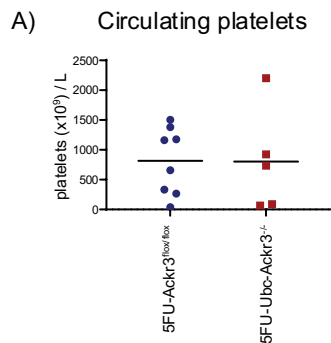 A) Circulating platelets
platelets (x10⁹) / L
2500
2000
1500
1000
500
0
5FU-Ackr3flox/flox
5FU-Ubc-Ackr3-/-